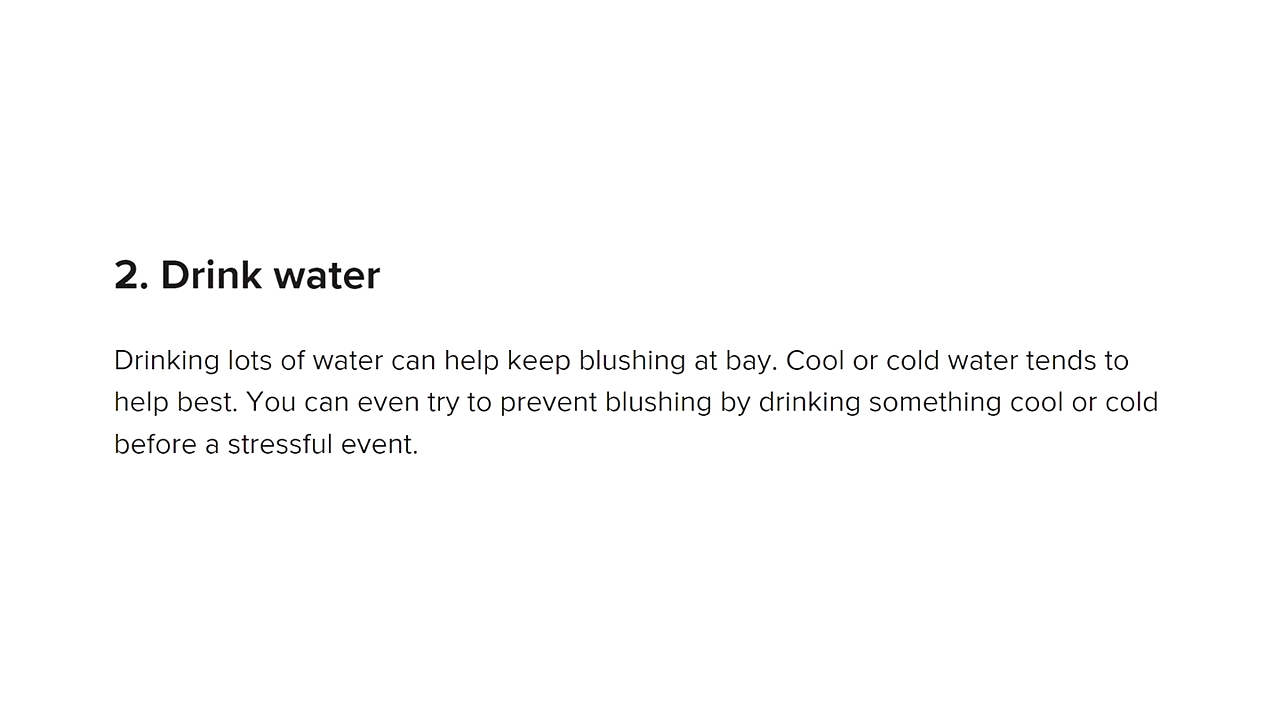 2. Drink water
Drinking lots of water can help keep blushing at bay. Cool or cold water tends to
help best. You can even try to prevent blushing by drinking something cool or cold
before a stressful event.